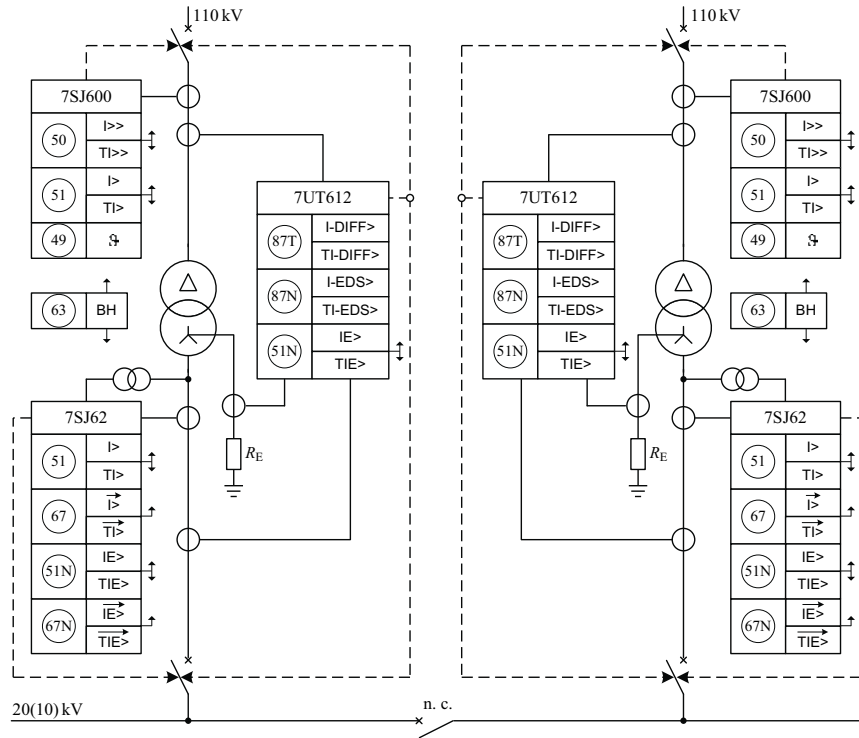 110 kV 110 kV
7SJ600 7SJ600
50 I>> 50 I>>
TI>> TI>>
51 I> 51 I>
TI> TI>
49 ϑ 49 ϑ
7UT612 7UT612
87T I-DIFF> 87T I-DIFF>
TI-DIFF> TI-DIFF>
87N I-EDS> 87N I-EDS>
TI-EDS> TI-EDS>
51N IE> 51N IE>
TIE> TIE>
Δ Δ
63 BH 63 BH
7SJ62 7SJ62
51 I> 51 I>
TI> TI>
67 I> 67 I>
TI> TI>
51N IE> 51N IE>
TIE> TIE>
67N IE> 67N IE>
TIE> TIE>
RE RE
20(10) kV n. c.